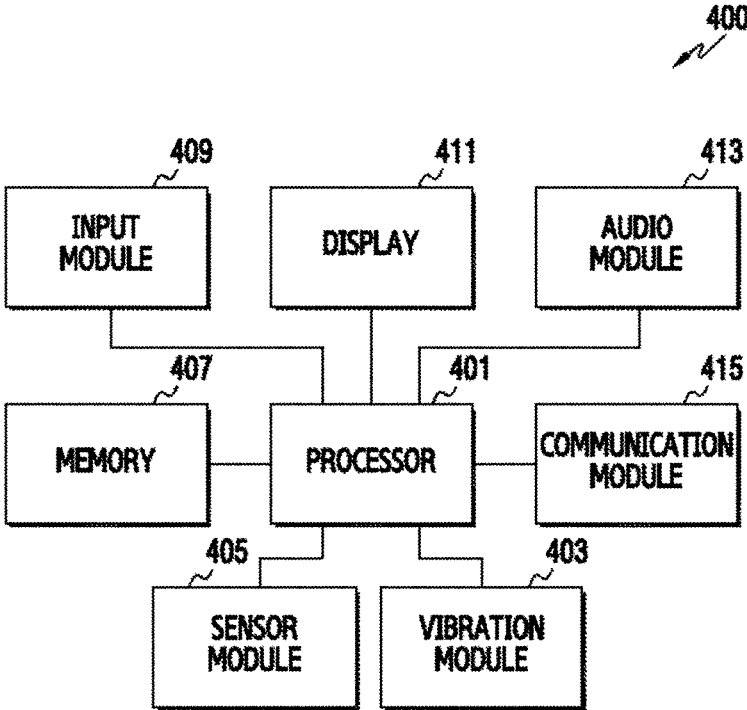 400
409
411
413
INPUT
MODULE
DISPLAY
AUDIO
MODULE
407
401
415
MEMORY
PROCESSOR
COMMUNICATION
MODULE
405
403
SENSOR
MODULE
VIBRATION
MODULE